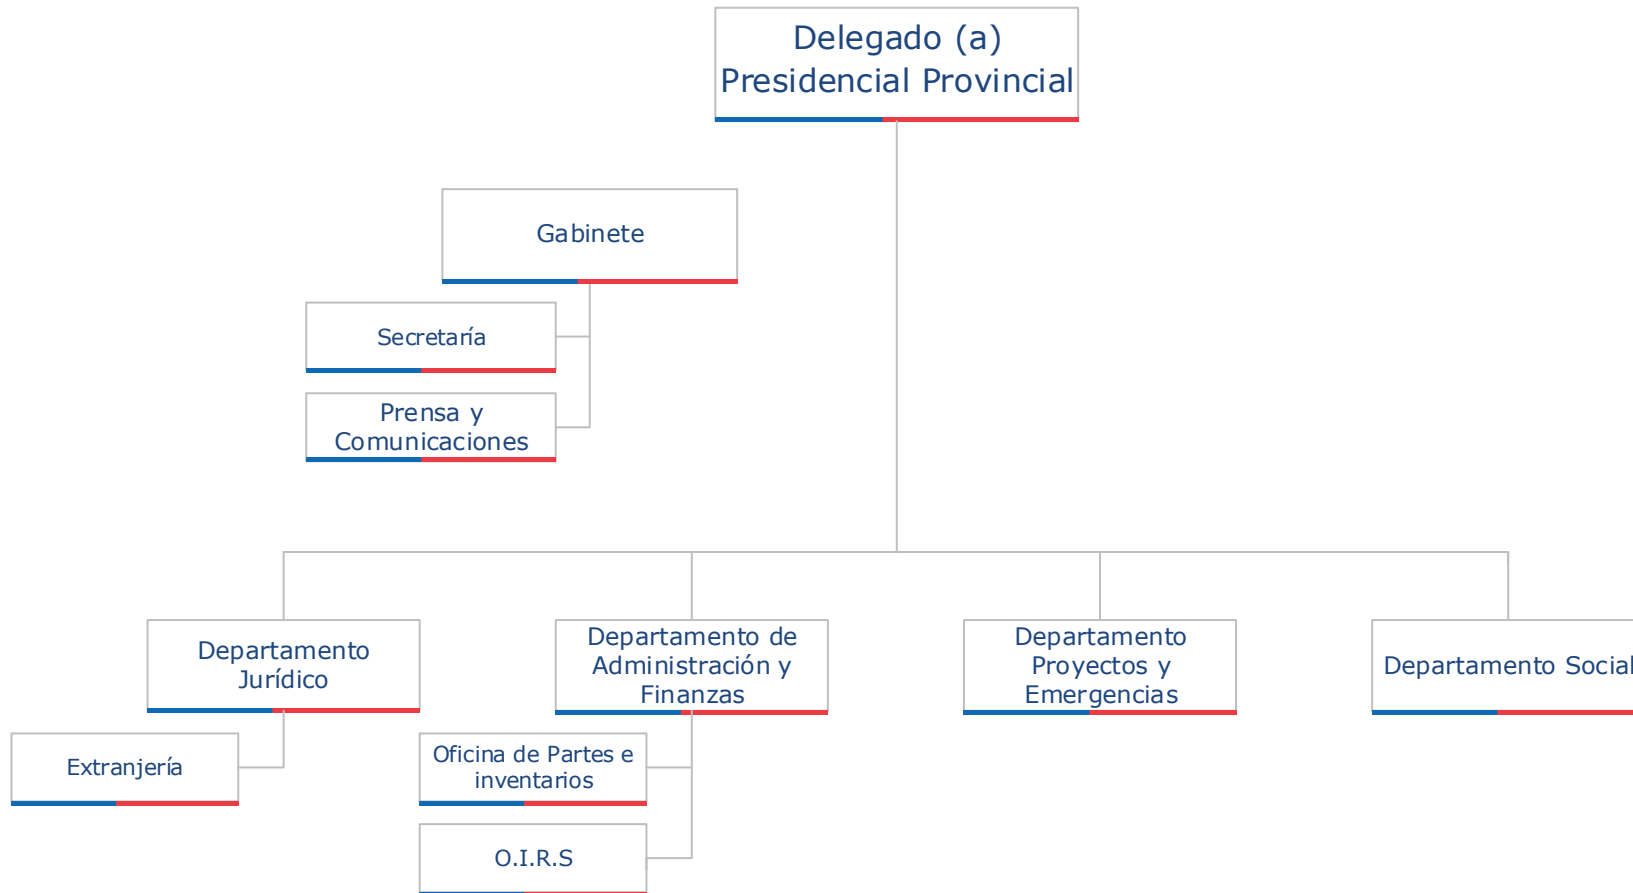 Delegado (a)
Presidencial Provincial
Gabinete
Secretaría
Prensa y
Comunicaciones
Departamento
Jurídico
Departamento de
Administración y
Finanzas
Departamento
Proyectos y
Emergencias
Departamento Social
Extranjería
Oficina de Partes e
inventarios
O.I.R.S